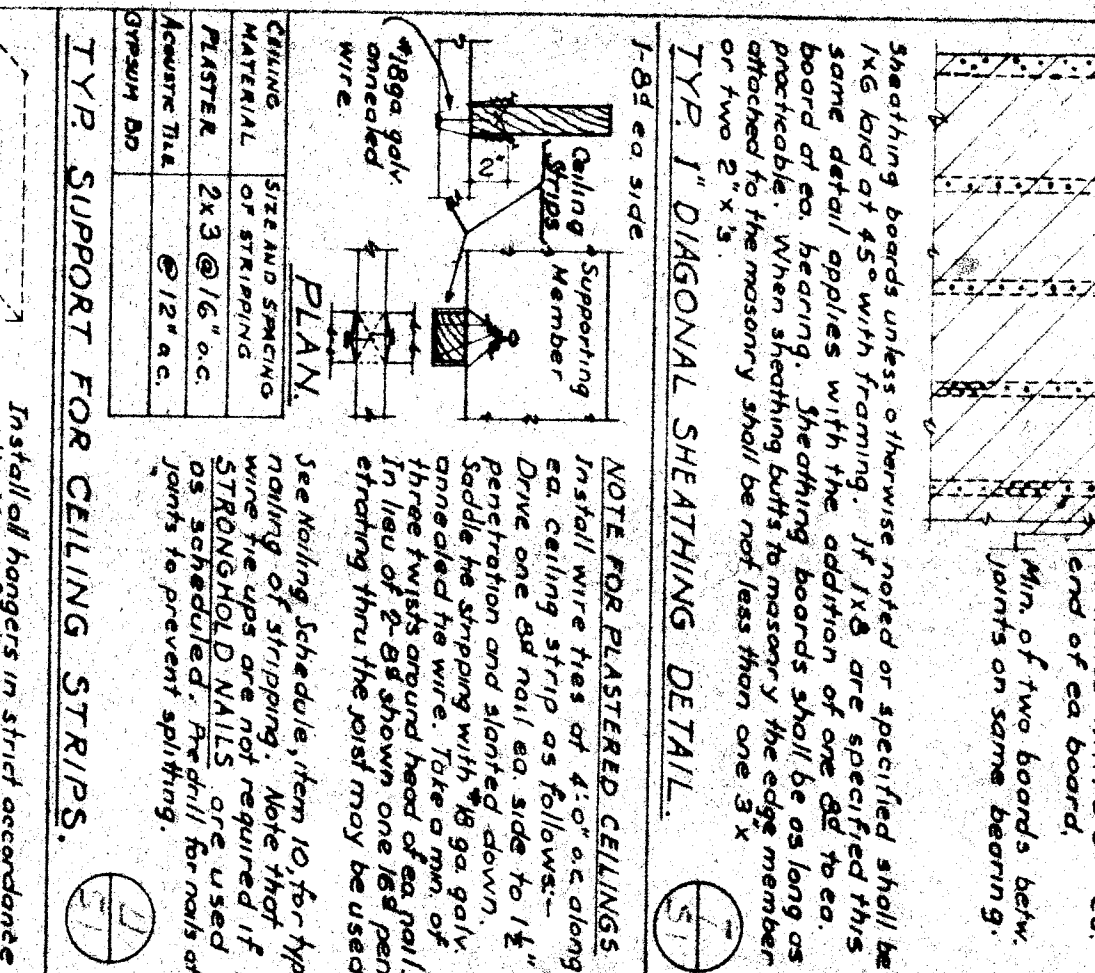 end of ea board.
Min. of two boards betw.
joints on same bearing.
Sheathing boards unless otherwise noted or specified shall be
1x6 laid at 45° with framing. If 1x8 are specified this
same detail applies with the addition of one 8d to ea.
board at ea. bearing. Sheathing boards shall be as long as
practicable. When sheathing butts to masonry the edge member
attached to the masonry shall be not less than one 3"x
or two 2"x's.
TYP. 1" DIAGONAL SHEATHING DETAIL.
T
S1
1-8d ea. side
Ceiling
Strips
Supporting
Member
2"
#18ga galv.
annealed
wire.
PLAN.
CEILING
MATERIAL
SIZE AND SPACING
OF STRIPPING
PLASTER
2x3 @ 16" o.c.
ACOUSTIC TILE
@ 12" o.c.
GYPSUM BD
NOTE FOR PLASTERED CEILINGS
Install wire ties at 4'-0" o.c. along
ea. ceiling strip as follows:-
Drive one 8d nail ea. side to 1½"
penetration and slanted down.
Saddle tie stripping with #18 ga galv.
annealed tie wire. Take a min. of
three twists around head of ea nail.
In lieu of 2-8d shown one 16d pen
etrating thru the joist may be used
See Nailing Schedule, item 10, for typ
nailing of stripping. Note that
wire tie ups are not required if
STRONGHOLD NAILS are used
as scheduled. Predrill for nails at
joints to prevent splitting.
TYP. SUPPORT FOR CEILING STRIPS.
U
S1
Install all hangers in strict accordance